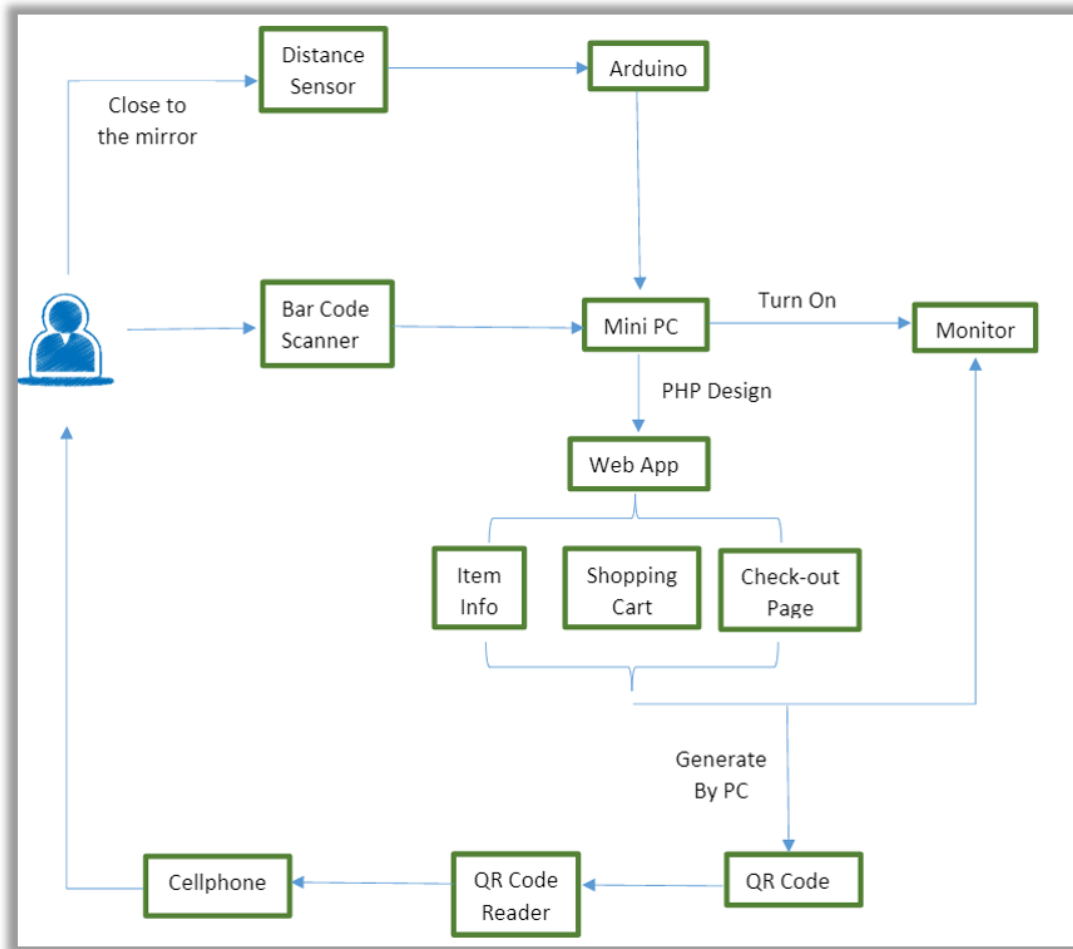 Distance
Sensor
Arduino
Close to
the mirror
Bar Code
Scanner
Mini PC
Turn On
Monitor
PHP Design
Web App
Item
Info
Shopping
Cart
Check-out
Page
Generate
By PC
Cellphone
QR Code
Reader
QR Code